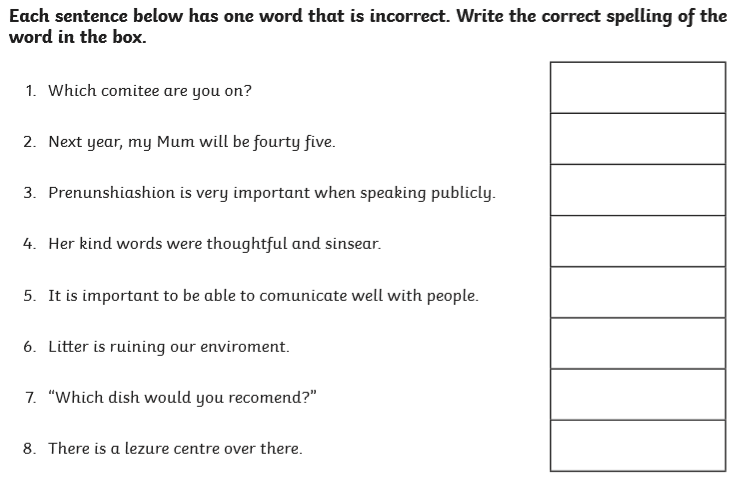 Each sentence below has one word that is incorrect. Write the correct spelling of the
word in the box.
1. Which comitee are you on?
2. Next year, my Mum will be fourty five.
3. Prenunshiashion is very important when speaking publicly.
4. Her kind words were thoughtful and sinsear.
5. It is important to be able to comunicate well with people.
6. Litter is ruining our enviroment.
7. “Which dish would you recomend?”
8. There is a lezure centre over there.